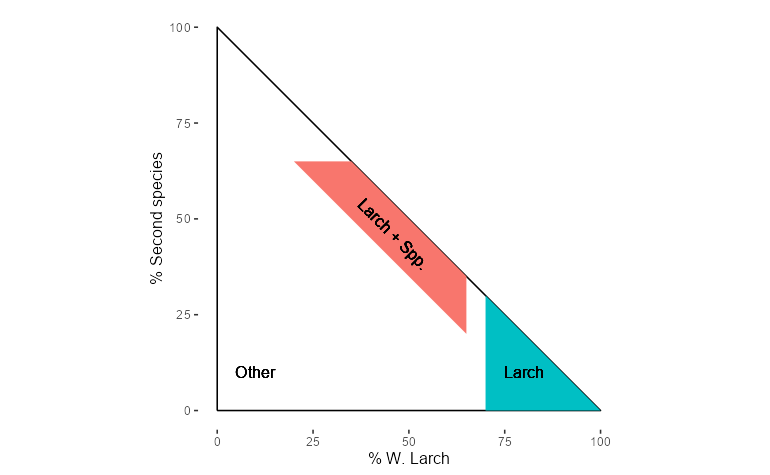 100
75
% Second species
50
25
0
Larch + Spp.
Other
Larch
0 25 50 75 100
% W. Larch